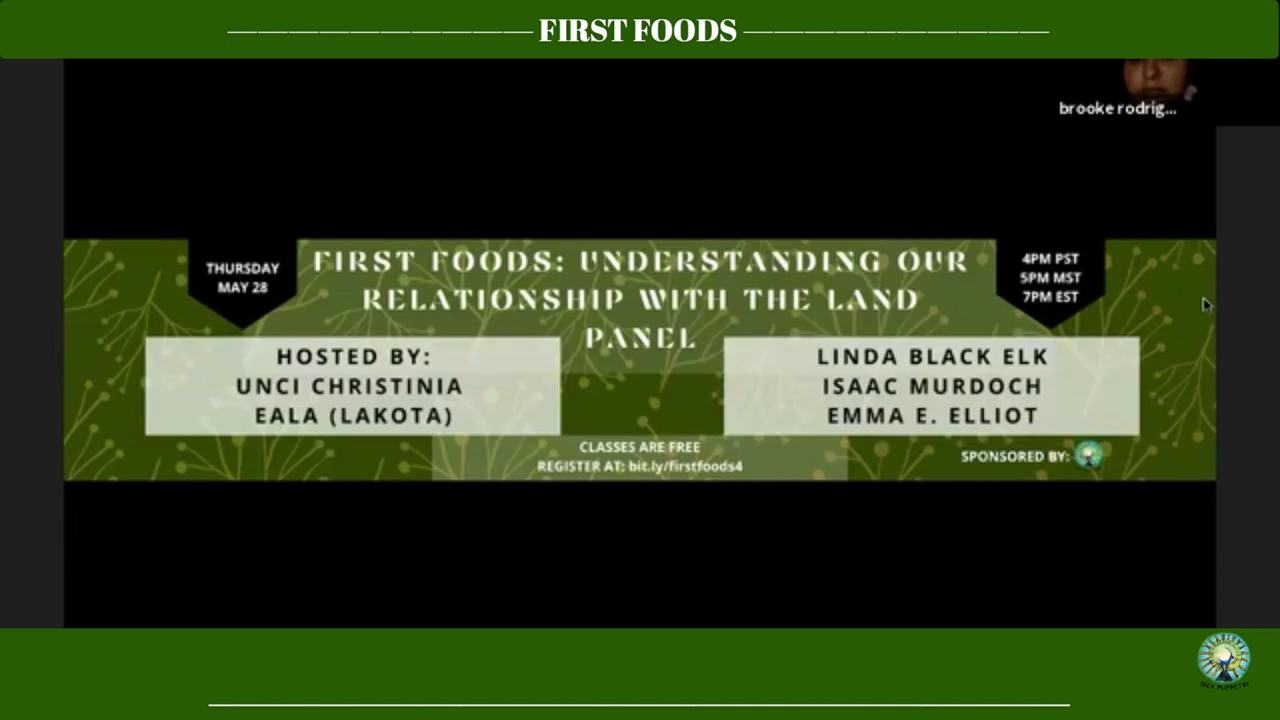 FIRST FOODS
brooke rodrig...
THURSDAY
MAY 28
FIRST FOODS: UNDERSTANDING OUR
RELATIONSHIP WITH THE LAND
PANEL
4PM PST
5PM MST
7PM EST
HOSTED BY:
UNCI CHRISTINIA
EALA (LAKOTA)
LINDA BLACK ELK
ISAAC MURDOCH
EMMA E. ELLIOT
CLASSES ARE FREE
REGISTER AT: bit.ly/firstfoods4
SPONSORED BY: